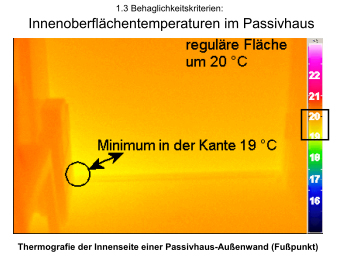 1.3 Behaglichkeitskriterien:
Innenoberflächentemperaturen im Passivhaus
reguläre Fläche
um 20 °C
22
21
20
19
18
17
16
Minimum in der Kante 19 °C
Thermografie der Innenseite einer Passivhaus-Außenwand (Fußpunkt)